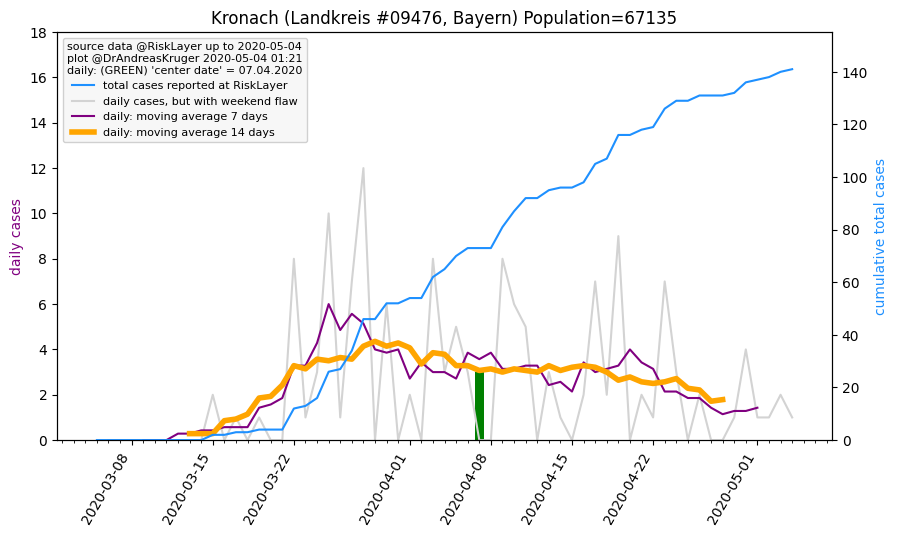 Kronach (Landkreis #09476, Bayern) Population=67135
source data @RiskLayer up to 2020-05-04
plot @DrAndreasKruger 2020-05-04 01:21
daily: (GREEN) 'center date' = 07.04.2020
total cases reported at RiskLayer
daily cases, but with weekend flaw
daily: moving average 7 days
daily: moving average 14 days
daily cases
18
16
14
12
10
8
6
4
2
0
cumulative total cases
140
120
100
80
60
40
20
0
2020-03-08
2020-03-15
2020-03-22
2020-04-01
2020-04-08
2020-04-15
2020-04-22
2020-05-01